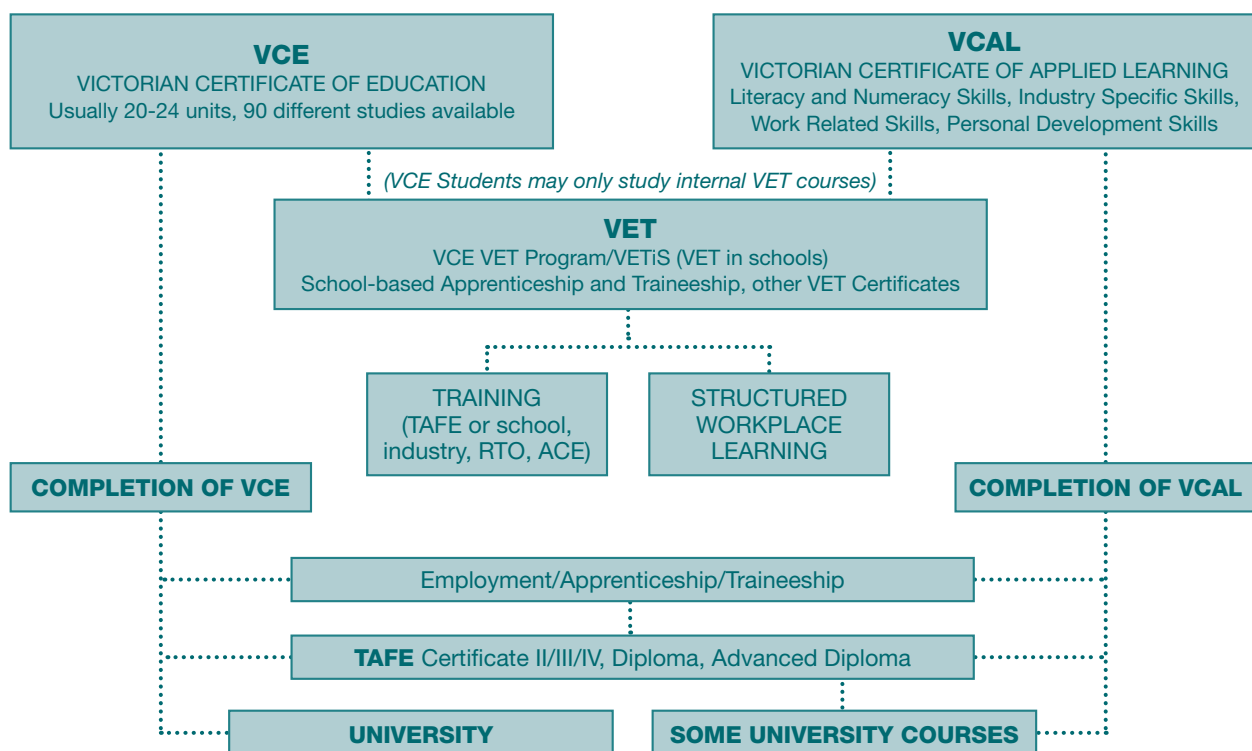 VCE
VICTORIAN CERTIFICATE OF EDUCATION
Usually 20-24 units, 90 different studies available
VCAL
VICTORIAN CERTIFICATE OF APPLIED LEARNING
Literacy and Numeracy Skills, Industry Specific Skills,
Work Related Skills, Personal Development Skills
(VCE Students may only study internal VET courses)
VET
VCE VET Program/VETiS (VET in schools)
School-based Apprenticeship and Traineeship, other VET Certificates
TRAINING
(TAFE or school,
industry, RTO, ACE)
STRUCTURED
WORKPLACE
LEARNING
COMPLETION OF VCE
COMPLETION OF VCAL
Employment/Apprenticeship/Traineeship
TAFE Certificate II/III/IV, Diploma, Advanced Diploma
UNIVERSITY
SOME UNIVERSITY COURSES